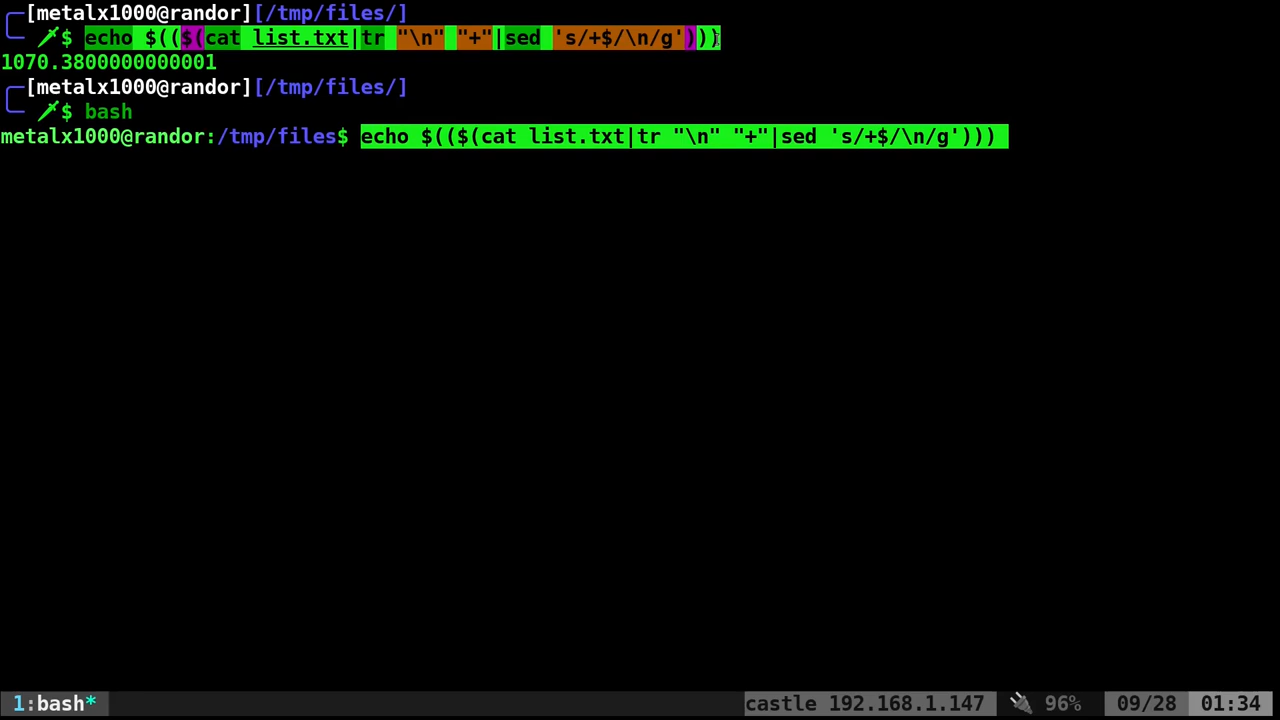 [metalx1000@randor][/tmp/files/]
$ echo $(($(cat list.txt|tr "\n" "+"|sed 's/+$/\n/g')))
1070.3800000000001
[metalx1000@randor][/tmp/files/]
$ bash
metalx1000@randor:/tmp/files$ echo $(($(cat list.txt|tr "\n" "+"|sed 's/+$/\n/g')))
1:bash* castle 192.168.1.147 96% 09/28 01:34